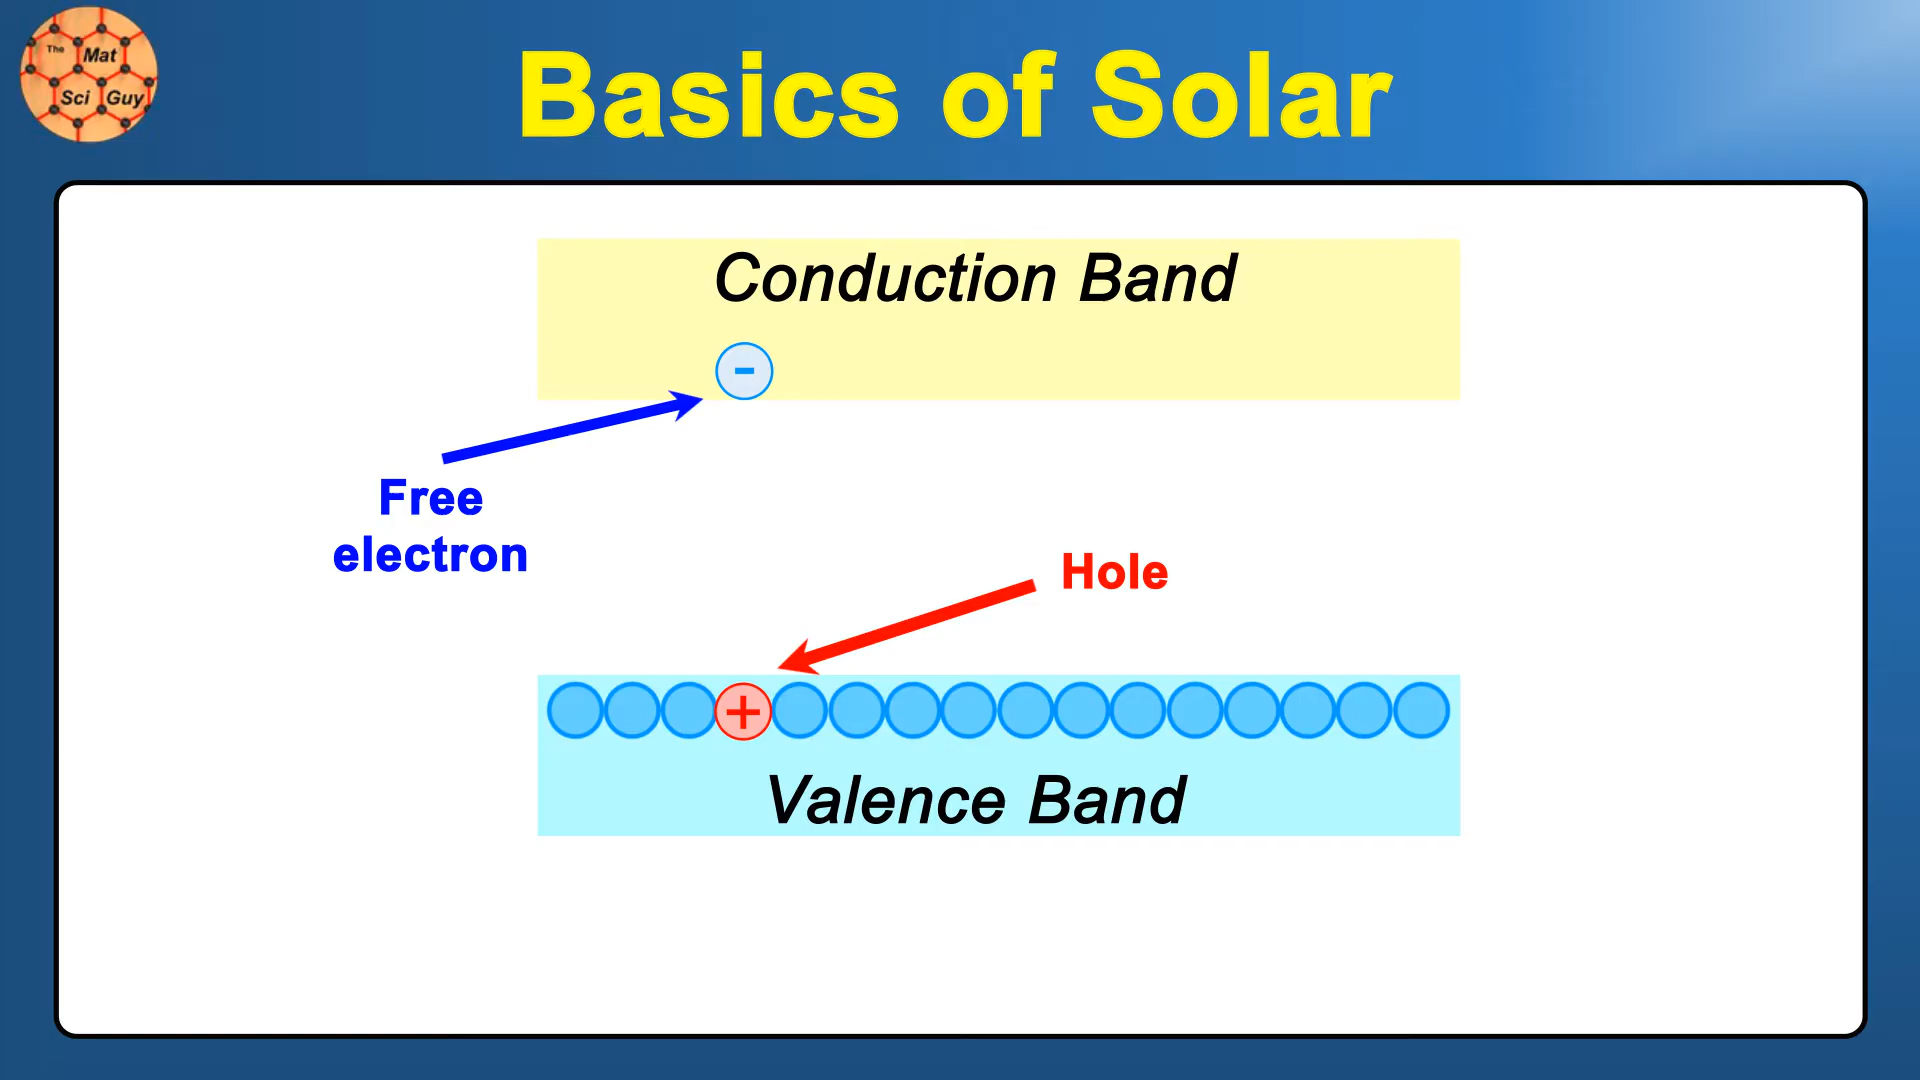 The
Mat
Sci Guy
Basics of Solar
Conduction Band
-
Free
electron
Hole
+
Valence Band